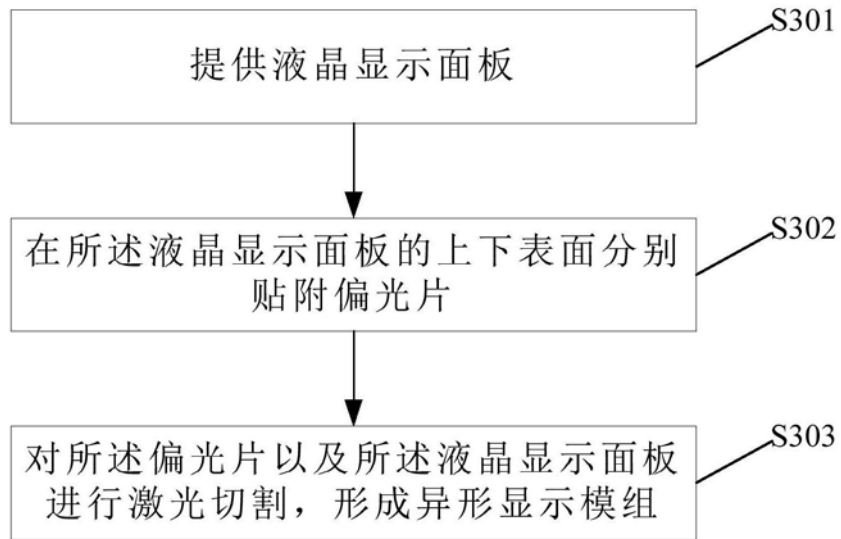 提供液晶显示面板
S301
在所述液晶显示面板的上下表面分别
贴附偏光片
S302
对所述偏光片以及所述液晶显示面板
进行激光切割，形成异形显示模组
S303